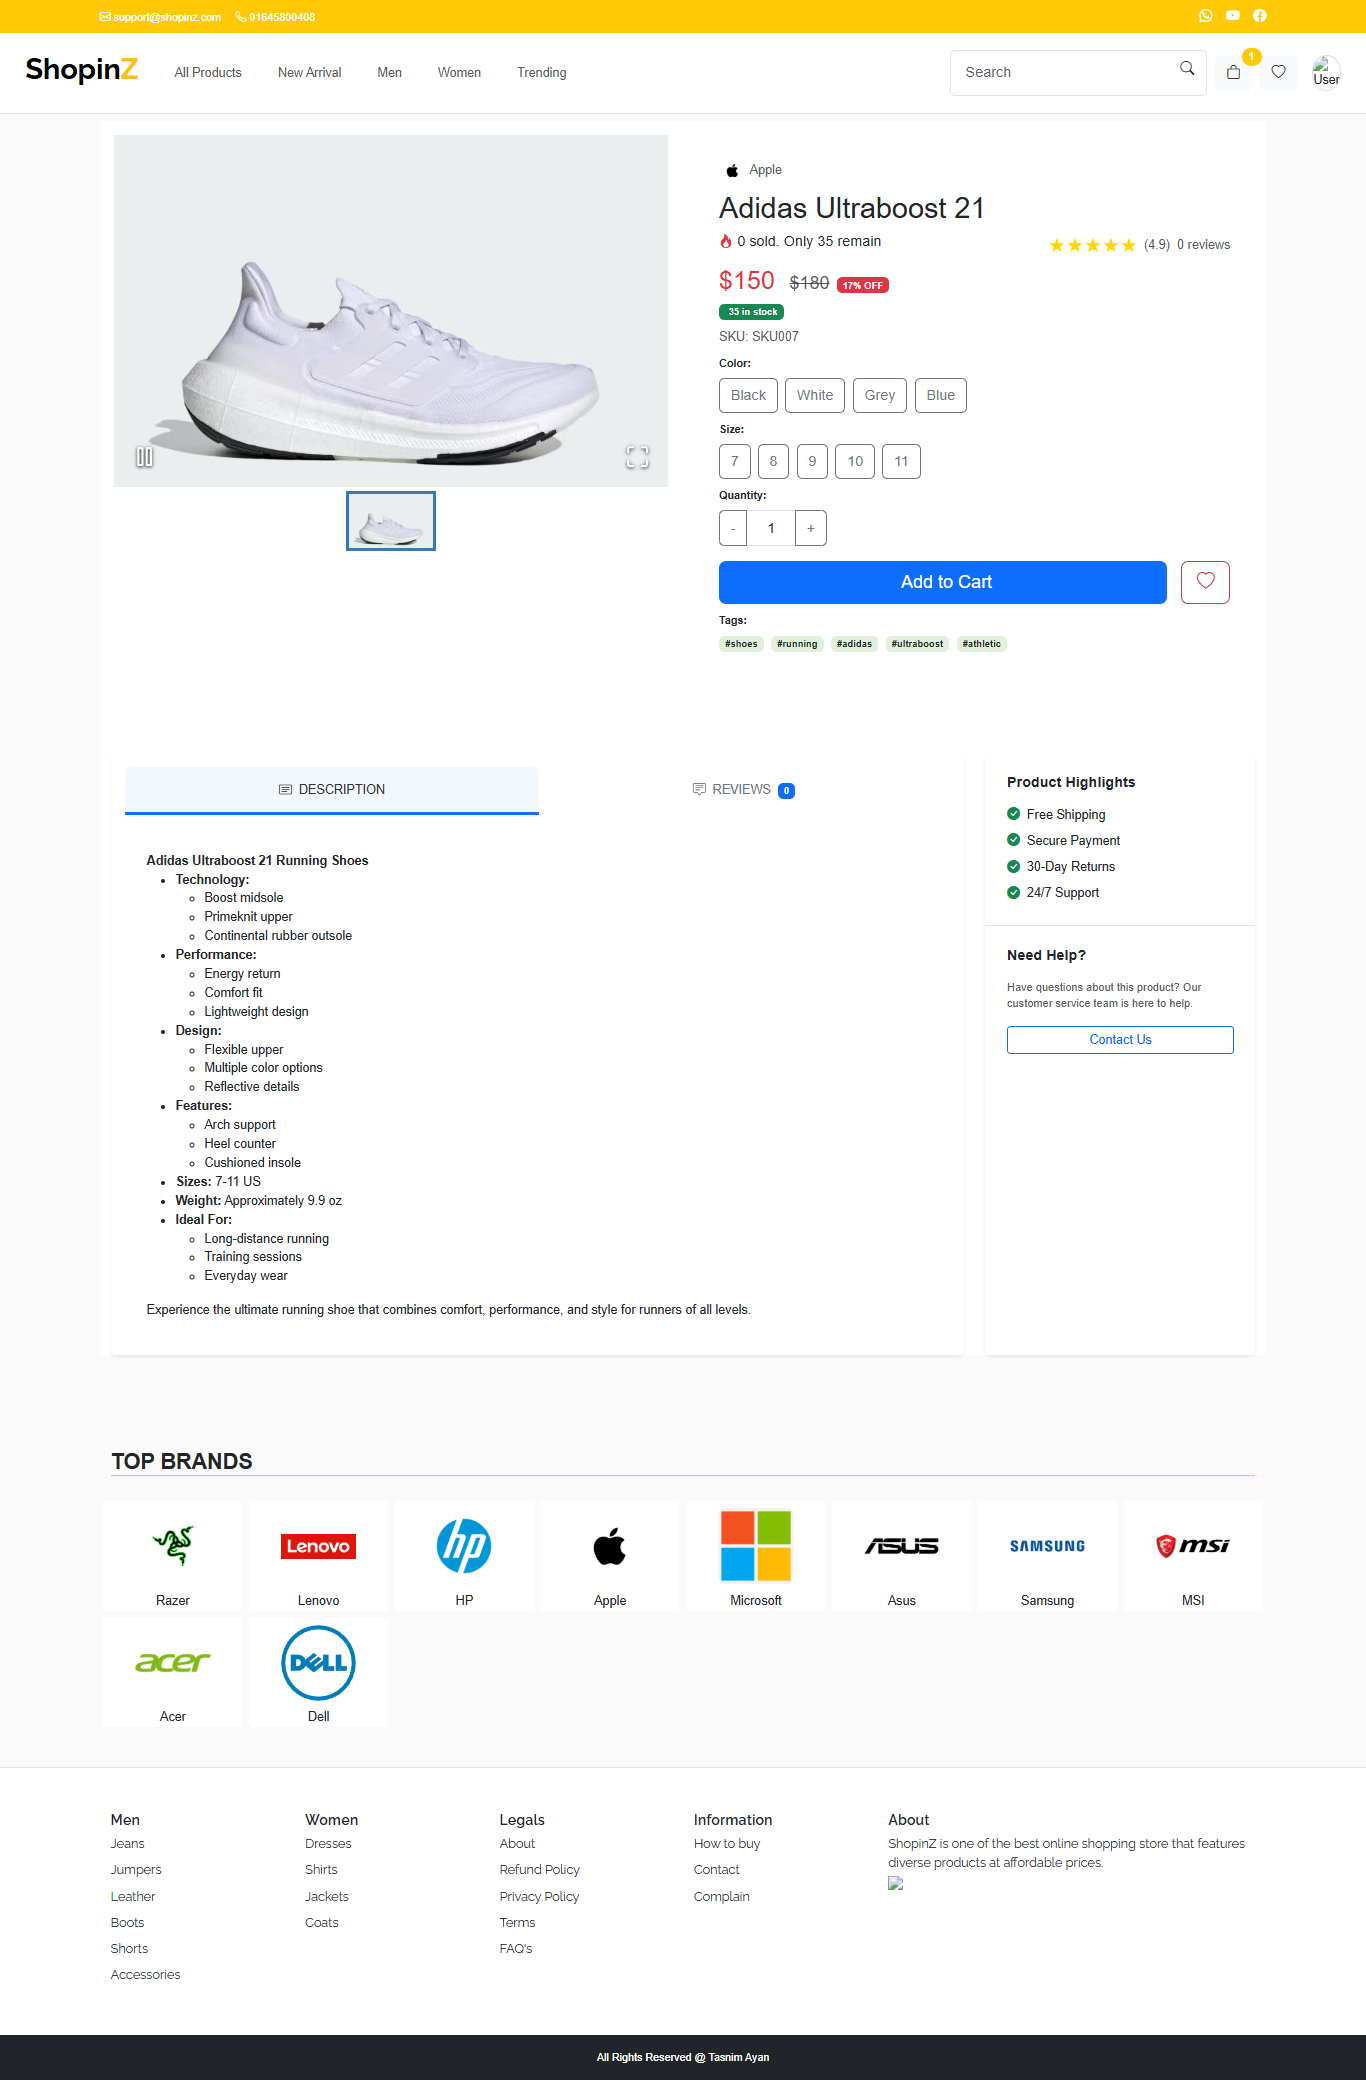 support@shopinz.com 01645800408
ShopinZ All Products New Arrival Men Women Trending Search 1 User
Apple
Adidas Ultraboost 21
0 sold. Only 35 remain (4.9) 0 reviews
$150 $180 17% OFF
35 in stock
SKU: SKU007
Color:
Black White Grey Blue
Size:
7 8 9 10 11
Quantity:
- 1 +
Add to Cart
Tags:
#shoes #running #adidas #ultraboost #athletic
DESCRIPTION REVIEWS 0
Adidas Ultraboost 21 Running Shoes
Technology:
Boost midsole
Primeknit upper
Continental rubber outsole
Performance:
Energy return
Comfort fit
Lightweight design
Design:
Flexible upper
Multiple color options
Reflective details
Features:
Arch support
Heel counter
Cushioned insole
Sizes: 7-11 US
Weight: Approximately 9.9 oz
Ideal For:
Long-distance running
Training sessions
Everyday wear
Experience the ultimate running shoe that combines comfort, performance, and style for runners of all levels.
Product Highlights
Free Shipping
Secure Payment
30-Day Returns
24/7 Support
Need Help?
Have questions about this product? Our
customer service team is here to help.
Contact Us
TOP BRANDS
Lenovo hp ASUS SAMSUNG msi
Razer Lenovo HP Apple Microsoft Asus Samsung MSI
acer DELL
Acer Dell
Men
Jeans
Jumpers
Leather
Boots
Shorts
Accessories
Women
Dresses
Shirts
Jackets
Coats
Legals
About
Refund Policy
Privacy Policy
Terms
FAQ's
Information
How to buy
Contact
Complain
About
ShopinZ is one of the best online shopping store that features
diverse products at affordable prices.
All Rights Reserved @ Tasnim Ayan